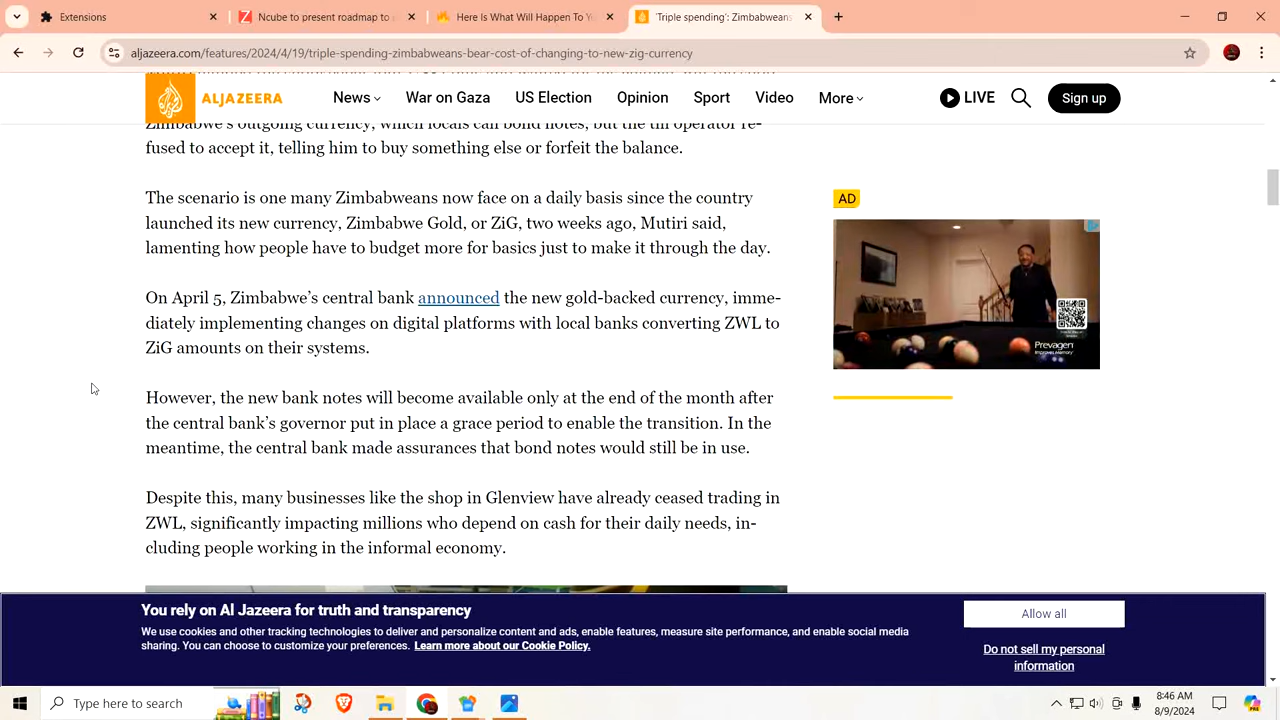 Extensions
Ncube to present roadmap to
Here Is What Will Happen To Y
'Triple spending': Zimbabwean
aljazeera.com/features/2024/4/19/triple-spending-zimbabweans-bear-cost-of-changing-to-new-zig-currency
ALJAZEERA
News
War on Gaza
US Election
Opinion
Sport
Video
More
LIVE
Sign up
Zimbabwe's outgoing currency, which locals call bond notes, but the till operator re-
fused to accept it, telling him to buy something else or forfeit the balance.
The scenario is one many Zimbabweans now face on a daily basis since the country
launched its new currency, Zimbabwe Gold, or ZiG, two weeks ago, Mutiri said,
lamenting how people have to budget more for basics just to make it through the day.
On April 5, Zimbabwe's central bank announced the new gold-backed currency, imme-
diately implementing changes on digital platforms with local banks converting ZWL to
ZiG amounts on their systems.
However, the new bank notes will become available only at the end of the month after
the central bank's governor put in place a grace period to enable the transition. In the
meantime, the central bank made assurances that bond notes would still be in use.
Despite this, many businesses like the shop in Glenview have already ceased trading in
ZWL, significantly impacting millions who depend on cash for their daily needs, in-
cluding people working in the informal economy.
AD
Prevagen
Improves Memory
You rely on Al Jazeera for truth and transparency
We use cookies and other tracking technologies to deliver and personalize content and ads, enable features, measure site performance, and enable social media
sharing. You can choose to customize your preferences. Learn more about our Cookie Policy.
Allow all
Do not sell my personal
information
Type here to search
8:46 AM
8/9/2024